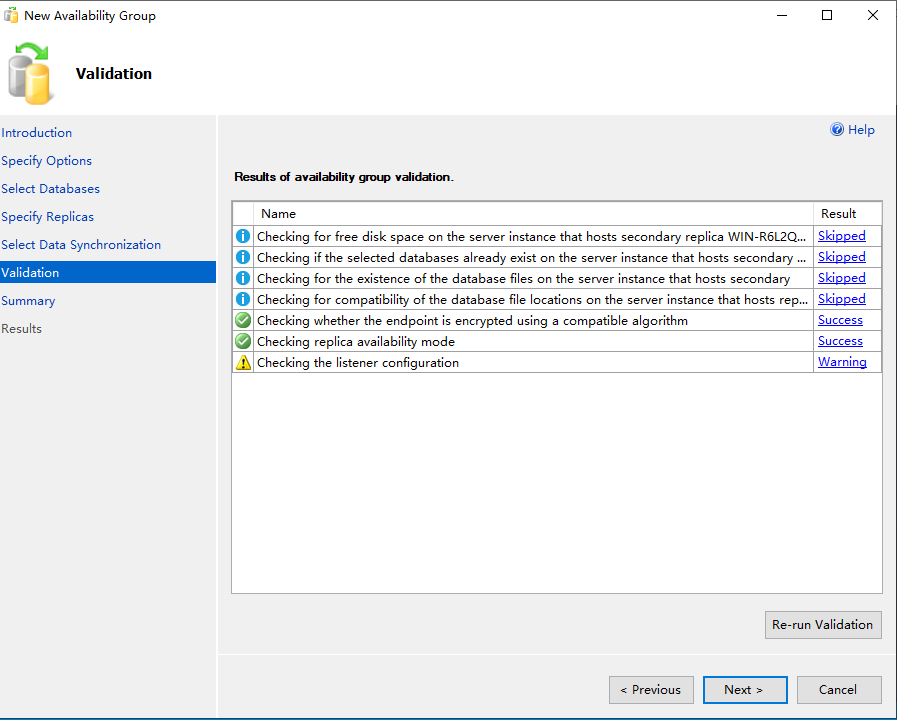 New Availability Group
Validation
Introduction
Specify Options
Select Databases
Specify Replicas
Select Data Synchronization
Validation
Summary
Results
Help
Results of availability group validation.
Name Result
Checking for free disk space on the server instance that hosts secondary replica WIN-R6L2Q... Skipped
Checking if the selected databases already exist on the server instance that hosts secondary ... Skipped
Checking for the existence of the database files on the server instance that hosts secondary Skipped
Checking for compatibility of the database file locations on the server instance that hosts rep... Skipped
Checking whether the endpoint is encrypted using a compatible algorithm Success
Checking replica availability mode Success
Checking the listener configuration Warning
Re-run Validation
< Previous Next > Cancel